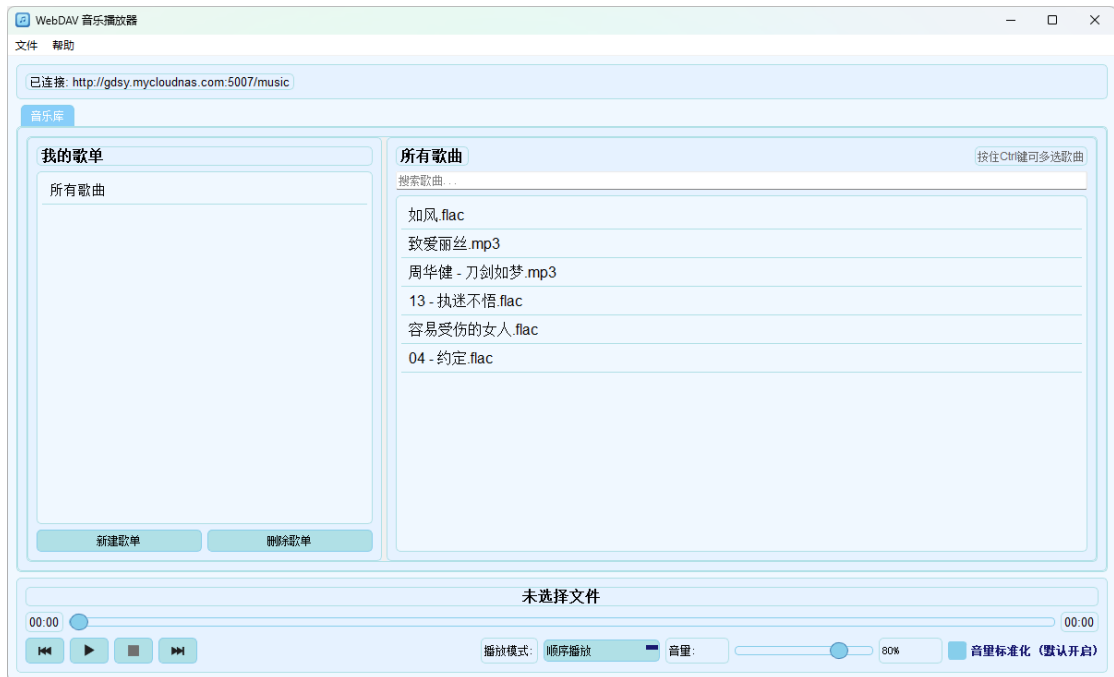 WebDAV 音乐播放器
文件 帮助
已连接: http://gdsy.mycloudnas.com:5007/music
音乐库
我的歌单
所有歌曲
新建歌单 删除歌单
所有歌曲 按住Ctrl键可多选歌曲
搜索歌曲...
如风.flac
致爱丽丝.mp3
周华健 - 刀剑如梦.mp3
13 - 执迷不悟.flac
容易受伤的女人.flac
04 - 约定.flac
未选择文件
00:00 00:00
播放模式: 顺序播放 音量: 80% 音量标准化（默认开启）